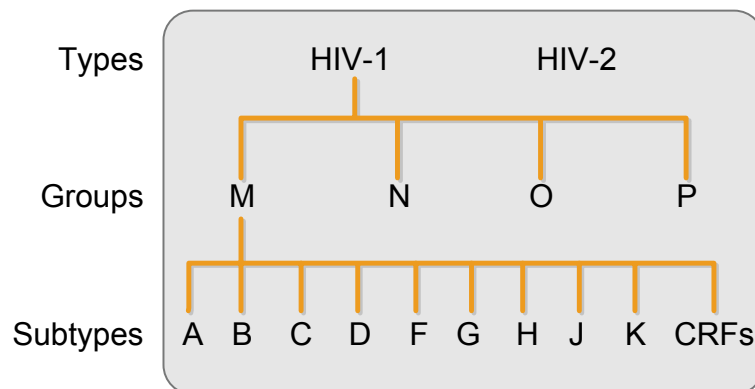 Types HIV-1 HIV-2
Groups M N O P
Subtypes A B C D F G H J K CRFs